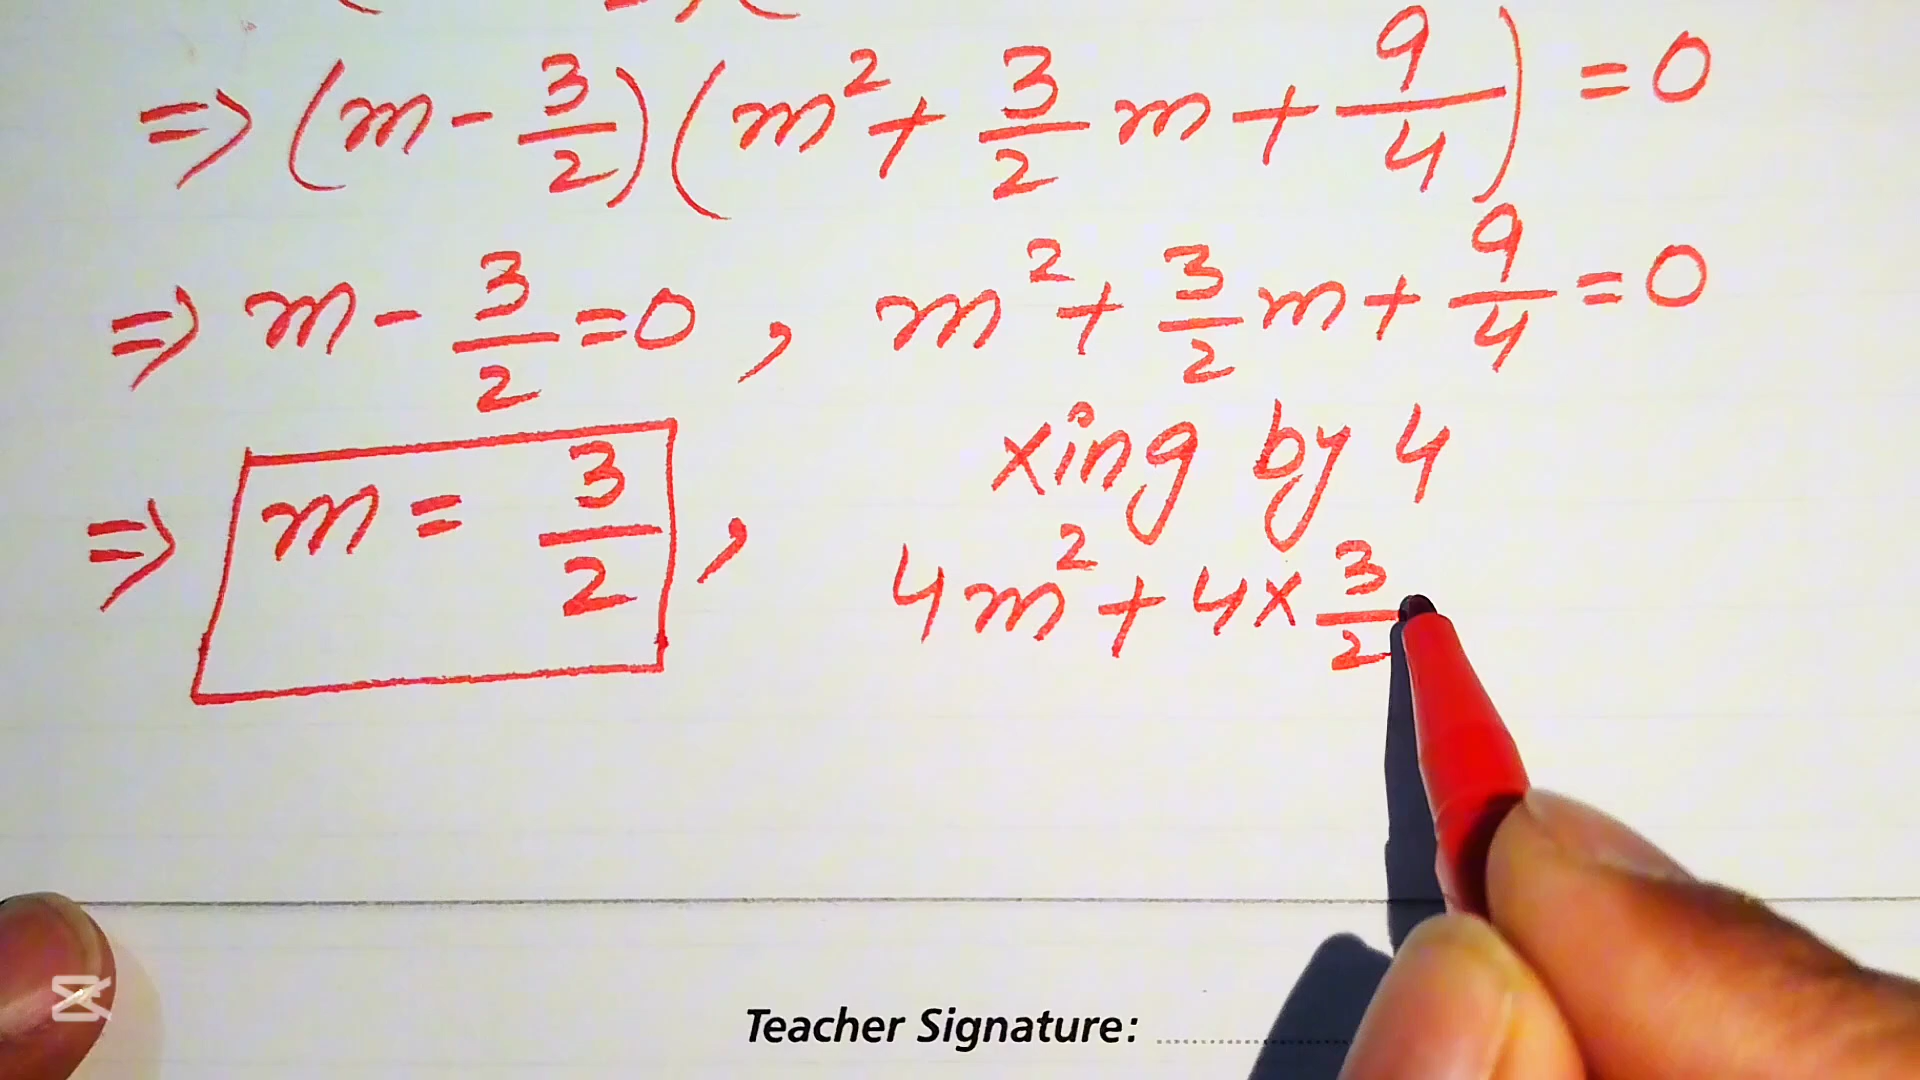 => (m - 3/2)(m² + 3/2 m + 9/4) = 0
=> m - 3/2 = 0 , m² + 3/2 m + 9/4 = 0
xing by 4
=> m = 3/2 , 4m² + 4 x 3/2
Teacher Signature: ....................